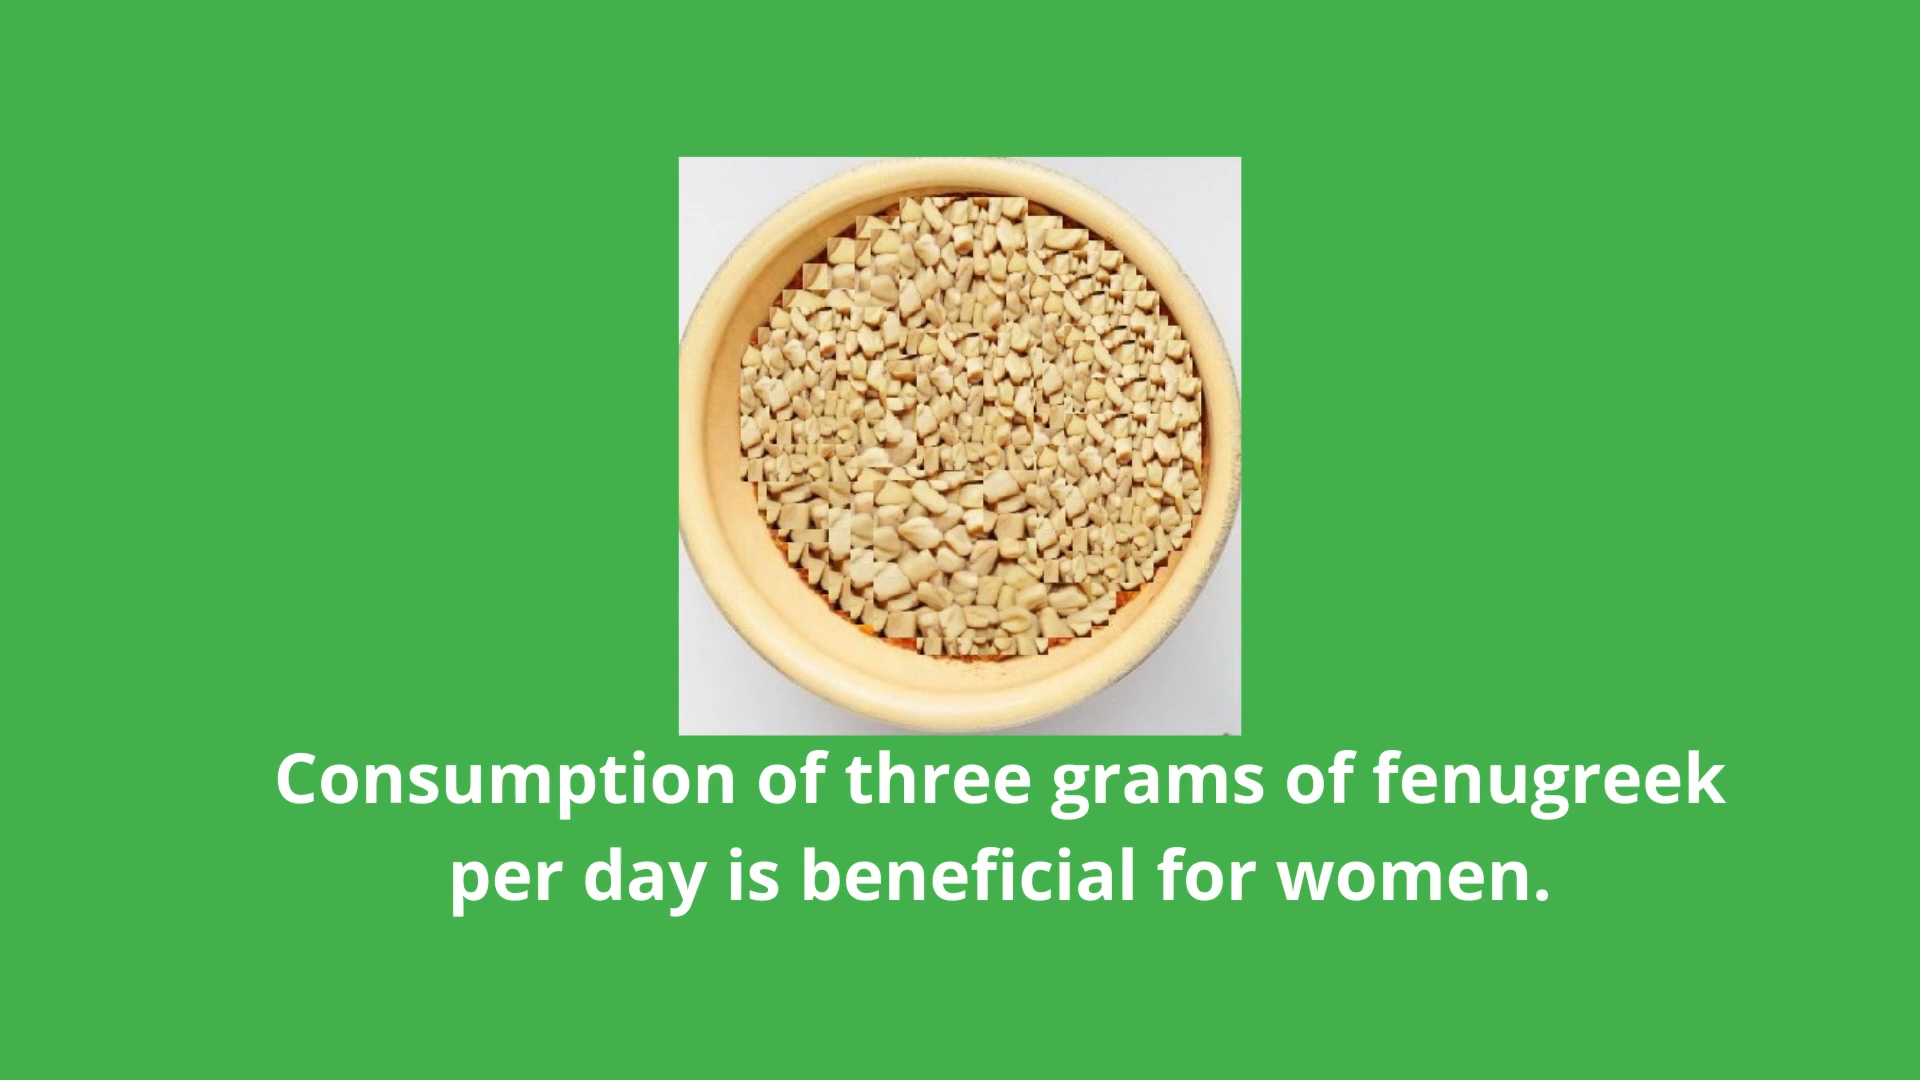 Consumption of three grams of fenugreek
per day is beneficial for women.